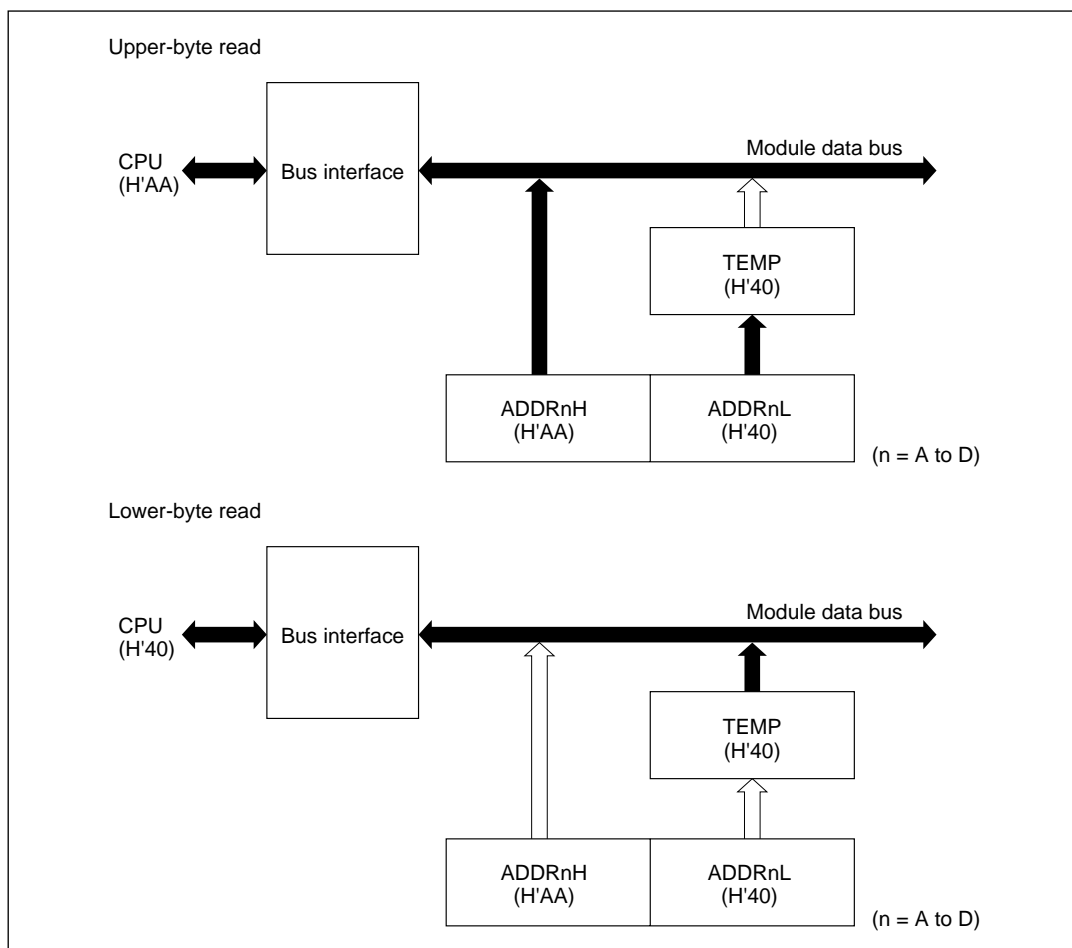 Upper-byte read
CPU
(H'AA)
Bus interface
Module data bus
TEMP
(H'40)
ADDRnH
(H'AA)
ADDRnL
(H'40)
(n = A to D)
Lower-byte read
CPU
(H'40)
Bus interface
Module data bus
TEMP
(H'40)
ADDRnH
(H'AA)
ADDRnL
(H'40)
(n = A to D)